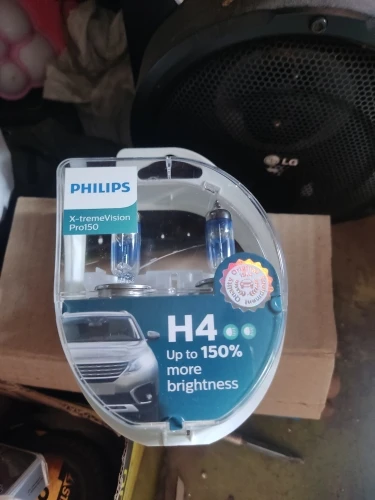 PHILIPS
X-tremeVision
Pro150
LG
H4
Up to 150%
more
brightness